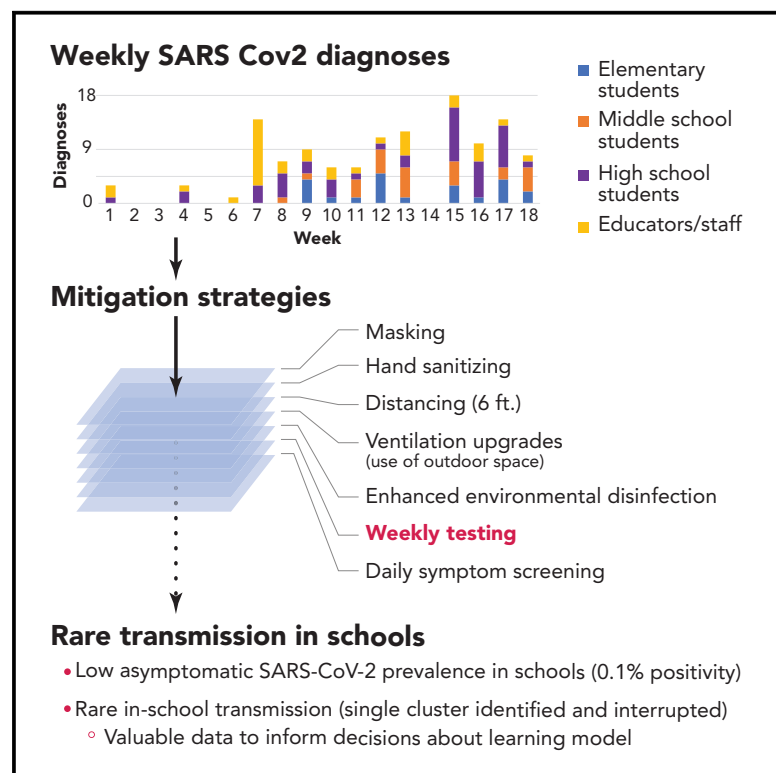 Weekly SARS Cov2 diagnoses
18
9
0
Diagnoses
1 2 3 4 5 6 7 8 9 10 11 12 13 14 15 16 17 18
Week
Elementary
students
Middle school
students
High school
students
Educators/staff
Mitigation strategies
Masking
Hand sanitizing
Distancing (6 ft.)
Ventilation upgrades
(use of outdoor space)
Enhanced environmental disinfection
Weekly testing
Daily symptom screening
Rare transmission in schools
•Low asymptomatic SARS-CoV-2 prevalence in schools (0.1% positivity)
•Rare in-school transmission (single cluster identified and interrupted)
○ Valuable data to inform decisions about learning model